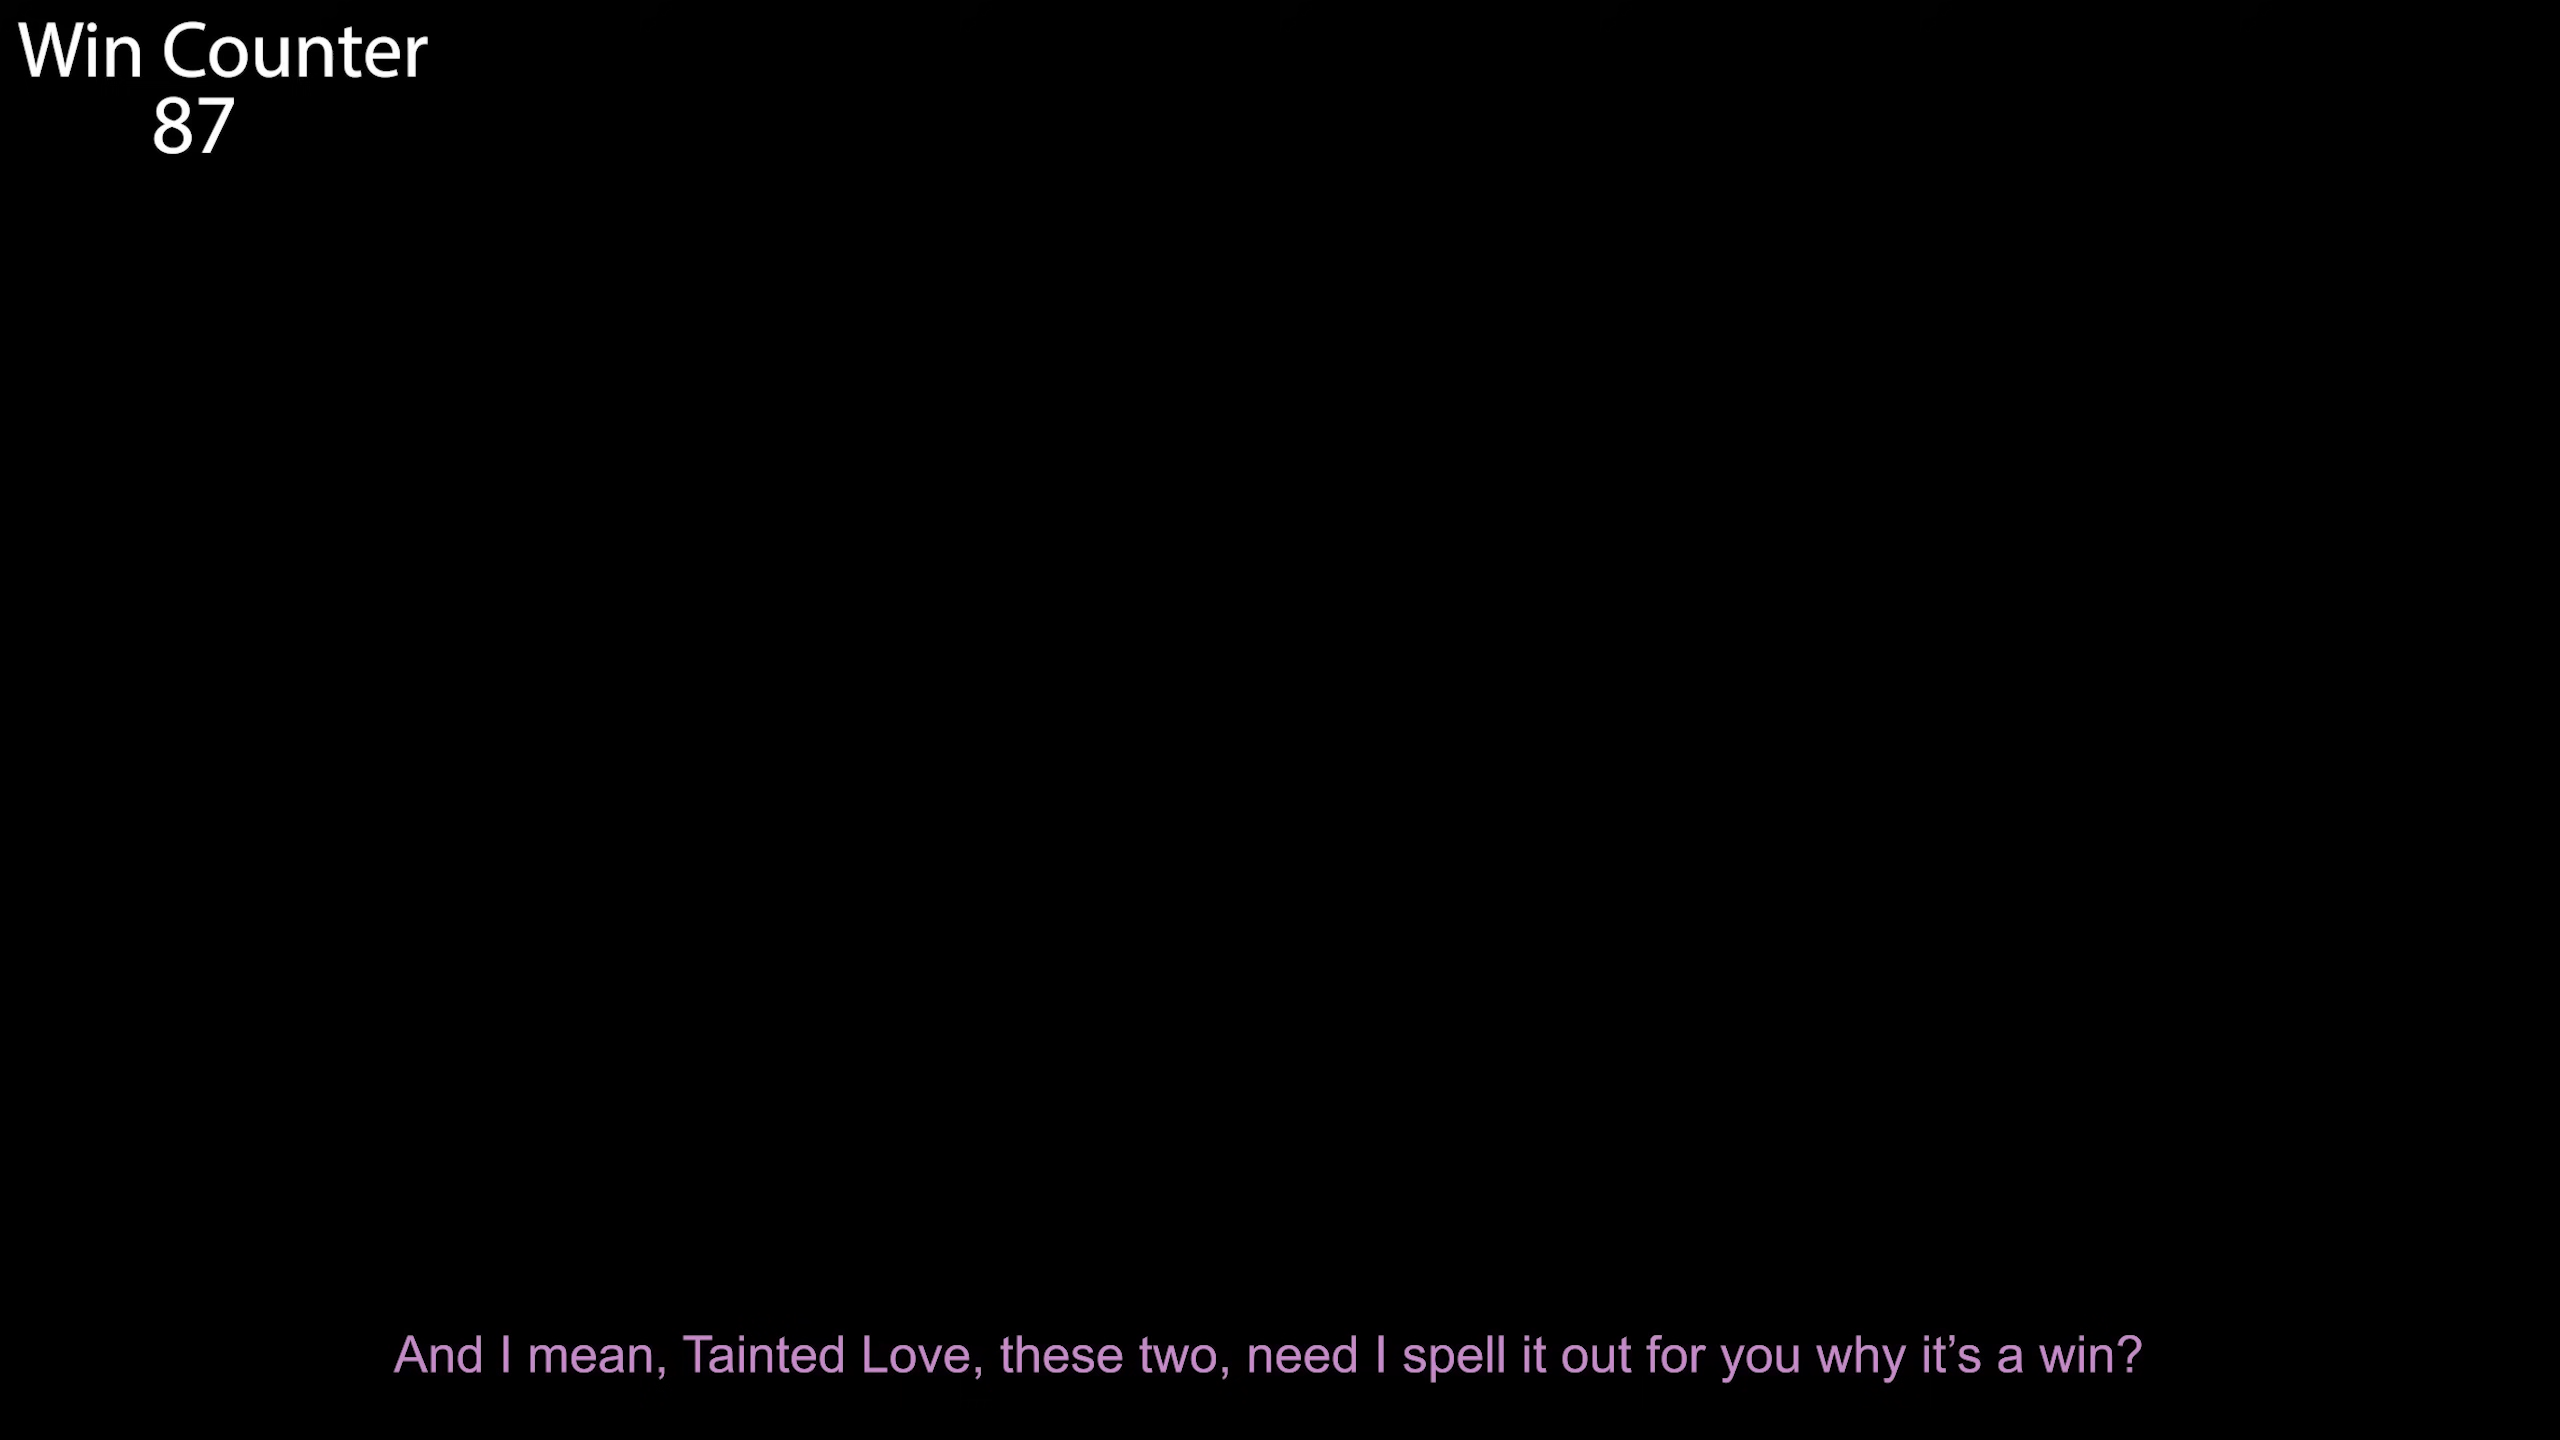 Win Counter
87
And I mean, Tainted Love, these two, need I spell it out for you why it’s a win?